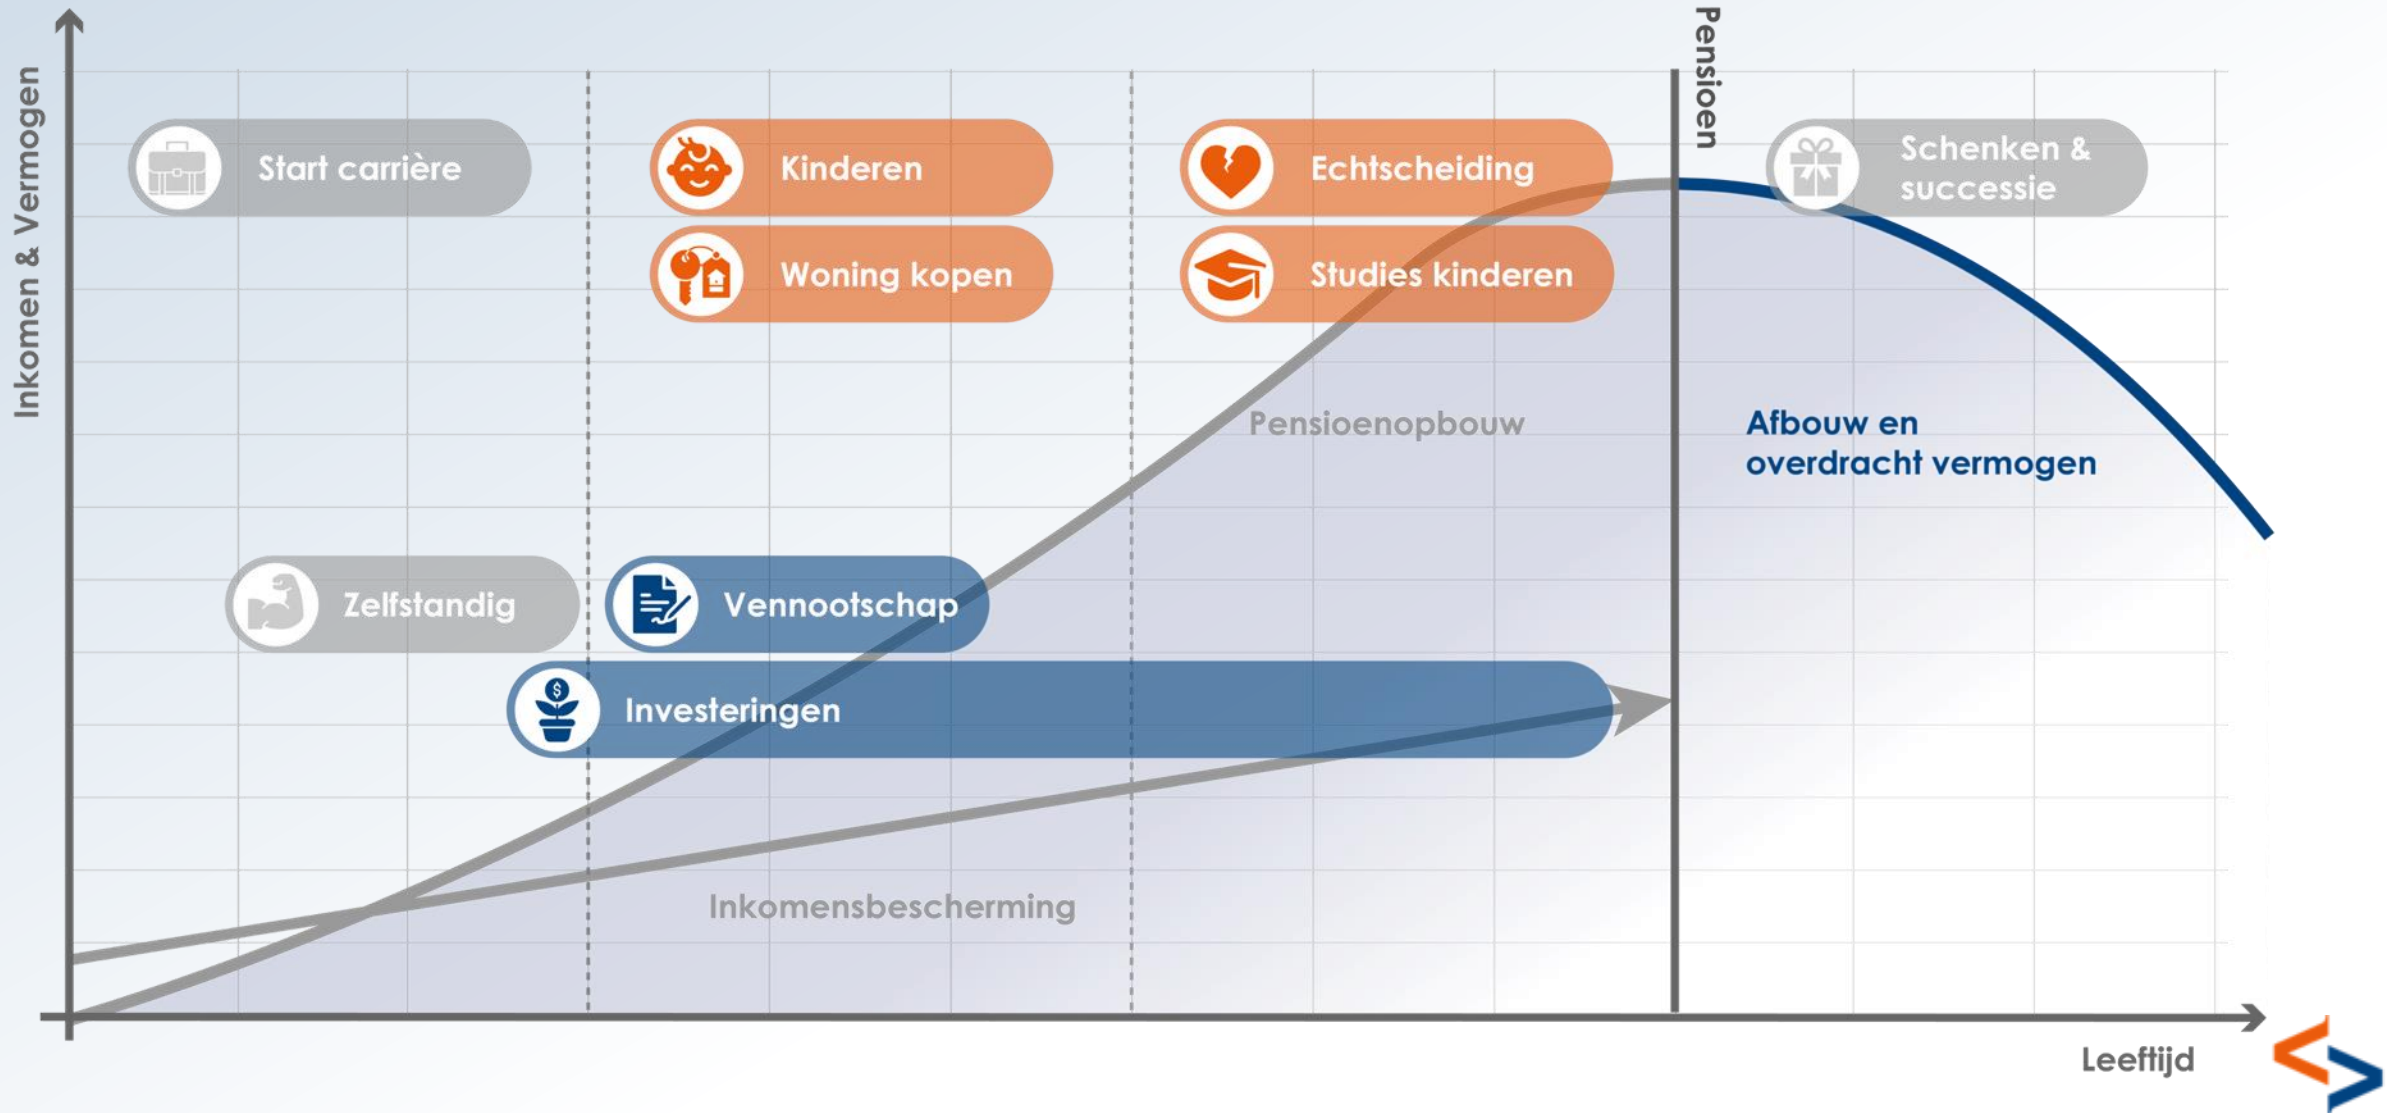 Inkomen & Vermogen
Pensioen
Start carrière
Kinderen
Echtscheiding
Schenken &
successie
Woning kopen
Studies kinderen
Pensioenopbouw
Afbouw en
overdracht vermogen
Zelfstandig
Vennootschap
Investeringen
$
Inkomensbescherming
Leeftijd